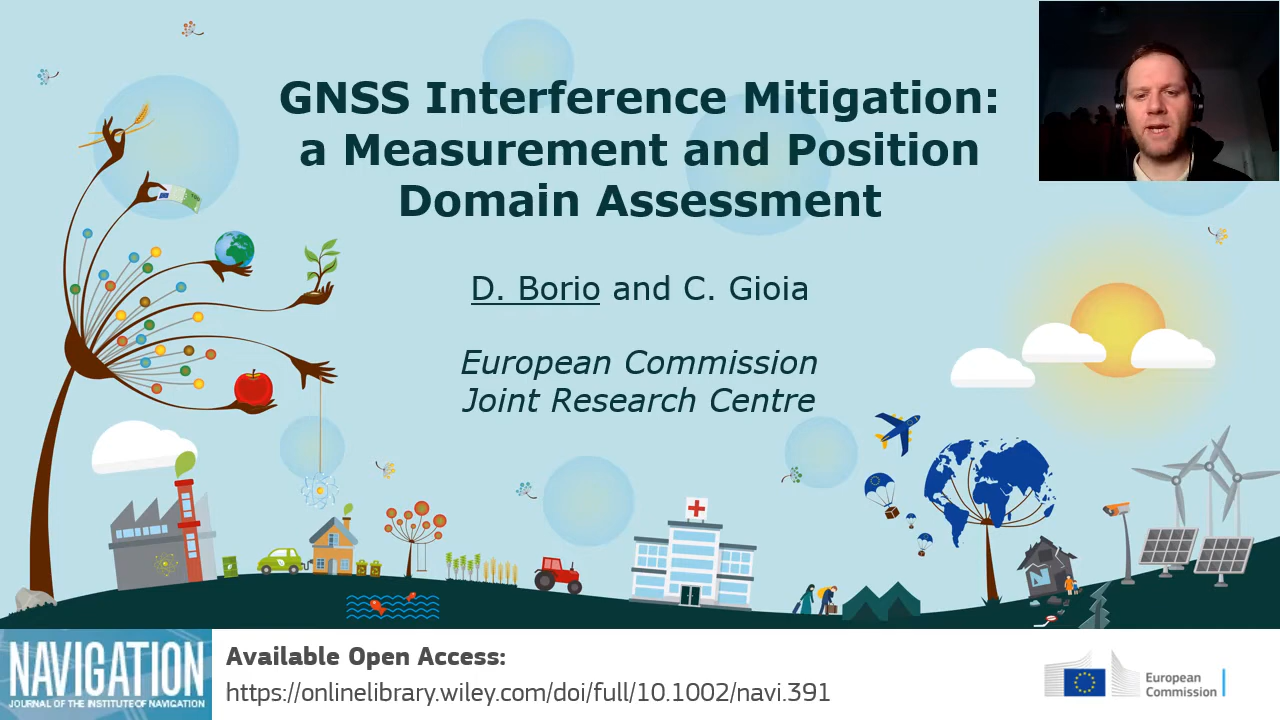 GNSS Interference Mitigation:
a Measurement and Position
Domain Assessment
D. Borio and C. Gioia
European Commission
Joint Research Centre
NAVIGATION
JOURNAL OF THE INSTITUTE OF NAVIGATION
Available Open Access:
https://onlinelibrary.wiley.com/doi/full/10.1002/navi.391
European
Commission